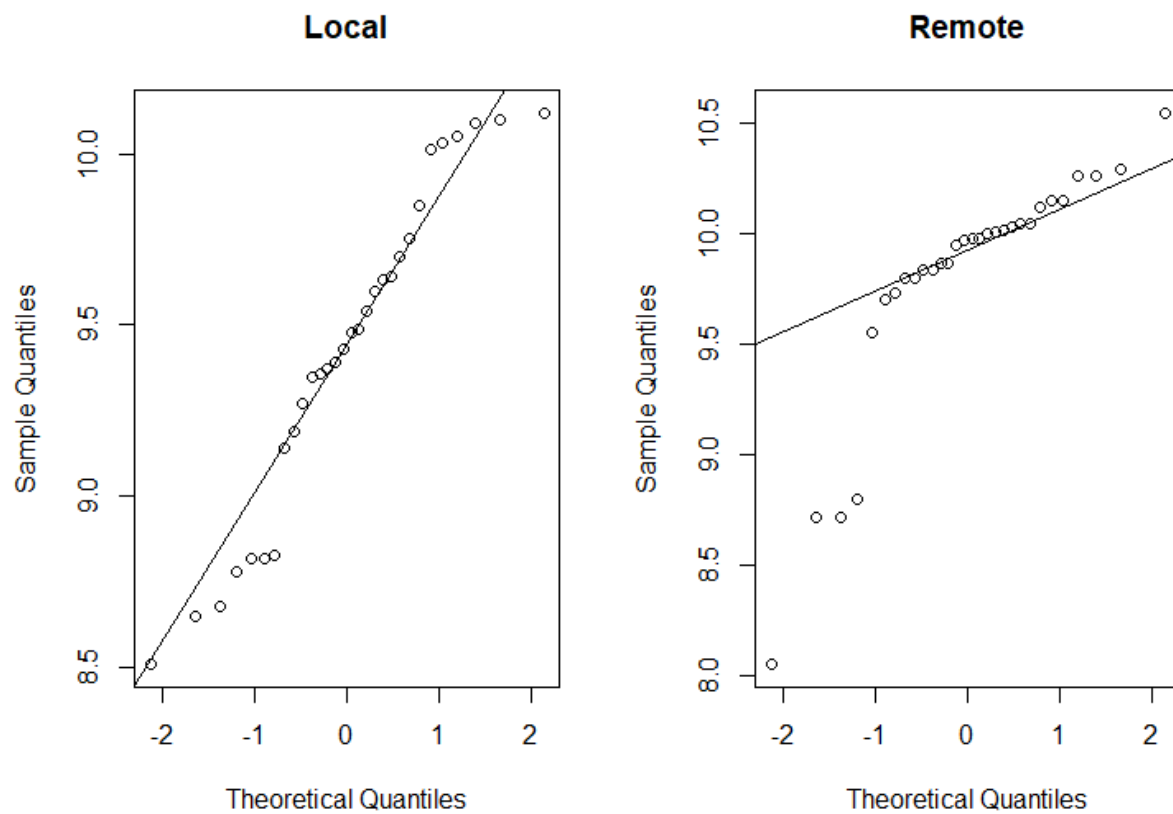 Local
Sample Quantiles
10.0
9.5
9.0
8.5
-2 -1 0 1 2
Theoretical Quantiles
Remote
Sample Quantiles
10.5
10.0
9.5
9.0
8.5
8.0
-2 -1 0 1 2
Theoretical Quantiles